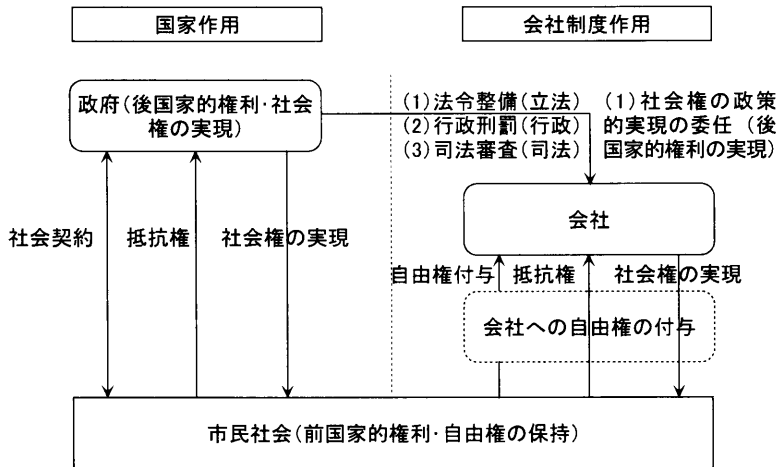 国家作用
会社制度作用
政府(後国家的権利・社会
権の実現)
(1)法令整備(立法)
(2)行政刑罰(行政)
(3)司法審査(司法)
(1)社会権の政策
的実現の委任(後
国家的権利の実現)
会社
社会契約
抵抗権
社会権の実現
自由権付与
抵抗権
社会権の実現
会社への自由権の付与
市民社会(前国家的権利・自由権の保持)